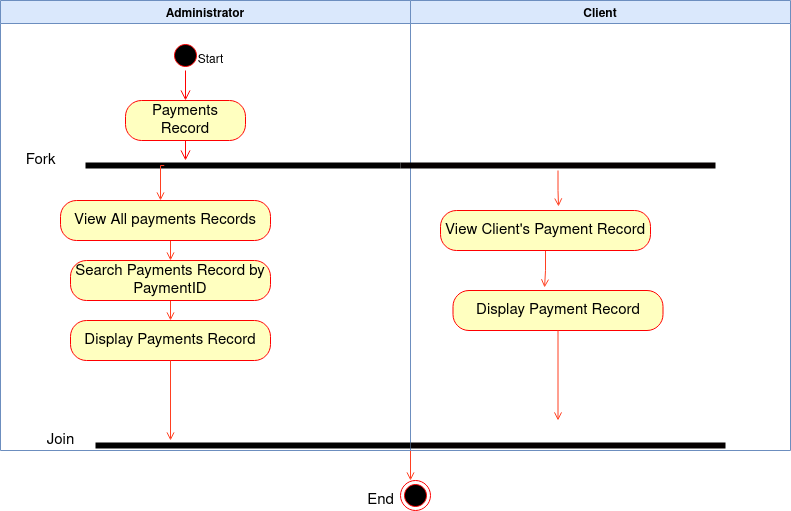 Administrator
Client
Start
Payments
Record
Fork
View All payments Records
View Client's Payment Record
Search Payments Record by
PaymentID
Display Payment Record
Display Payments Record
Join
End